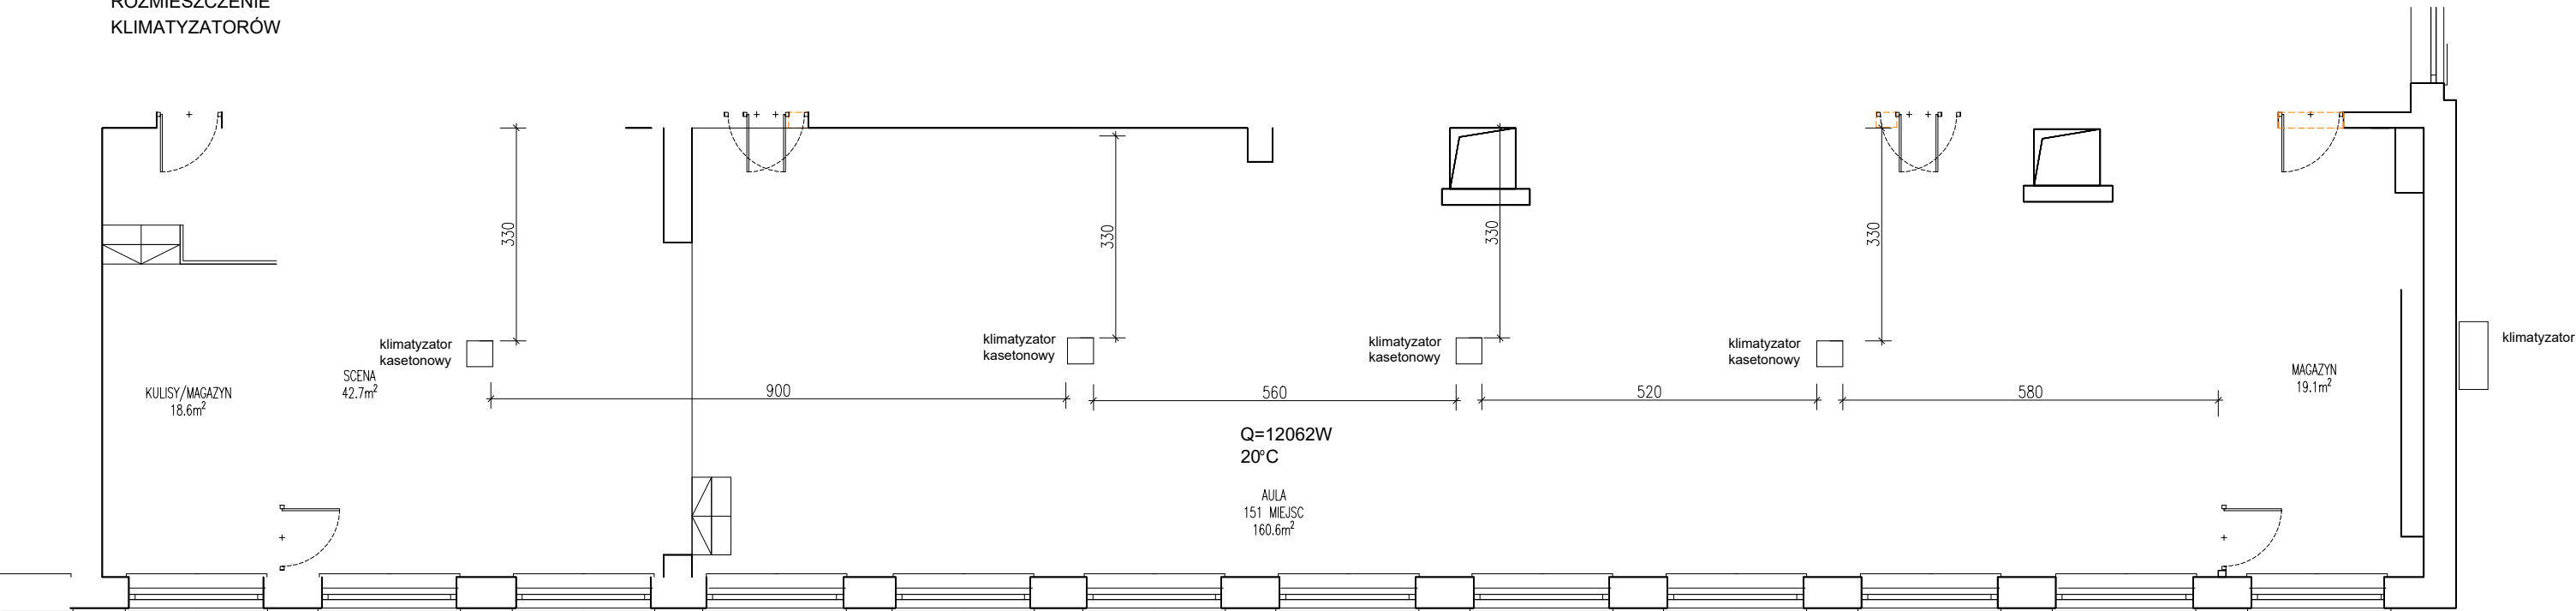 ROZMIESZCZENIE
KLIMATYZATORÓW
330
330
330
330
klimatyzator
kasetonowy
klimatyzator
kasetonowy
klimatyzator
kasetonowy
klimatyzator
kasetonowy
klimatyzator
KULISY/MAGAZYN
18.6m²
SCENA
42.7m²
900
560
520
580
MAGAZYN
19.1m²
Q=12062W
20°C
AULA
151 MIEJSC
160.6m²